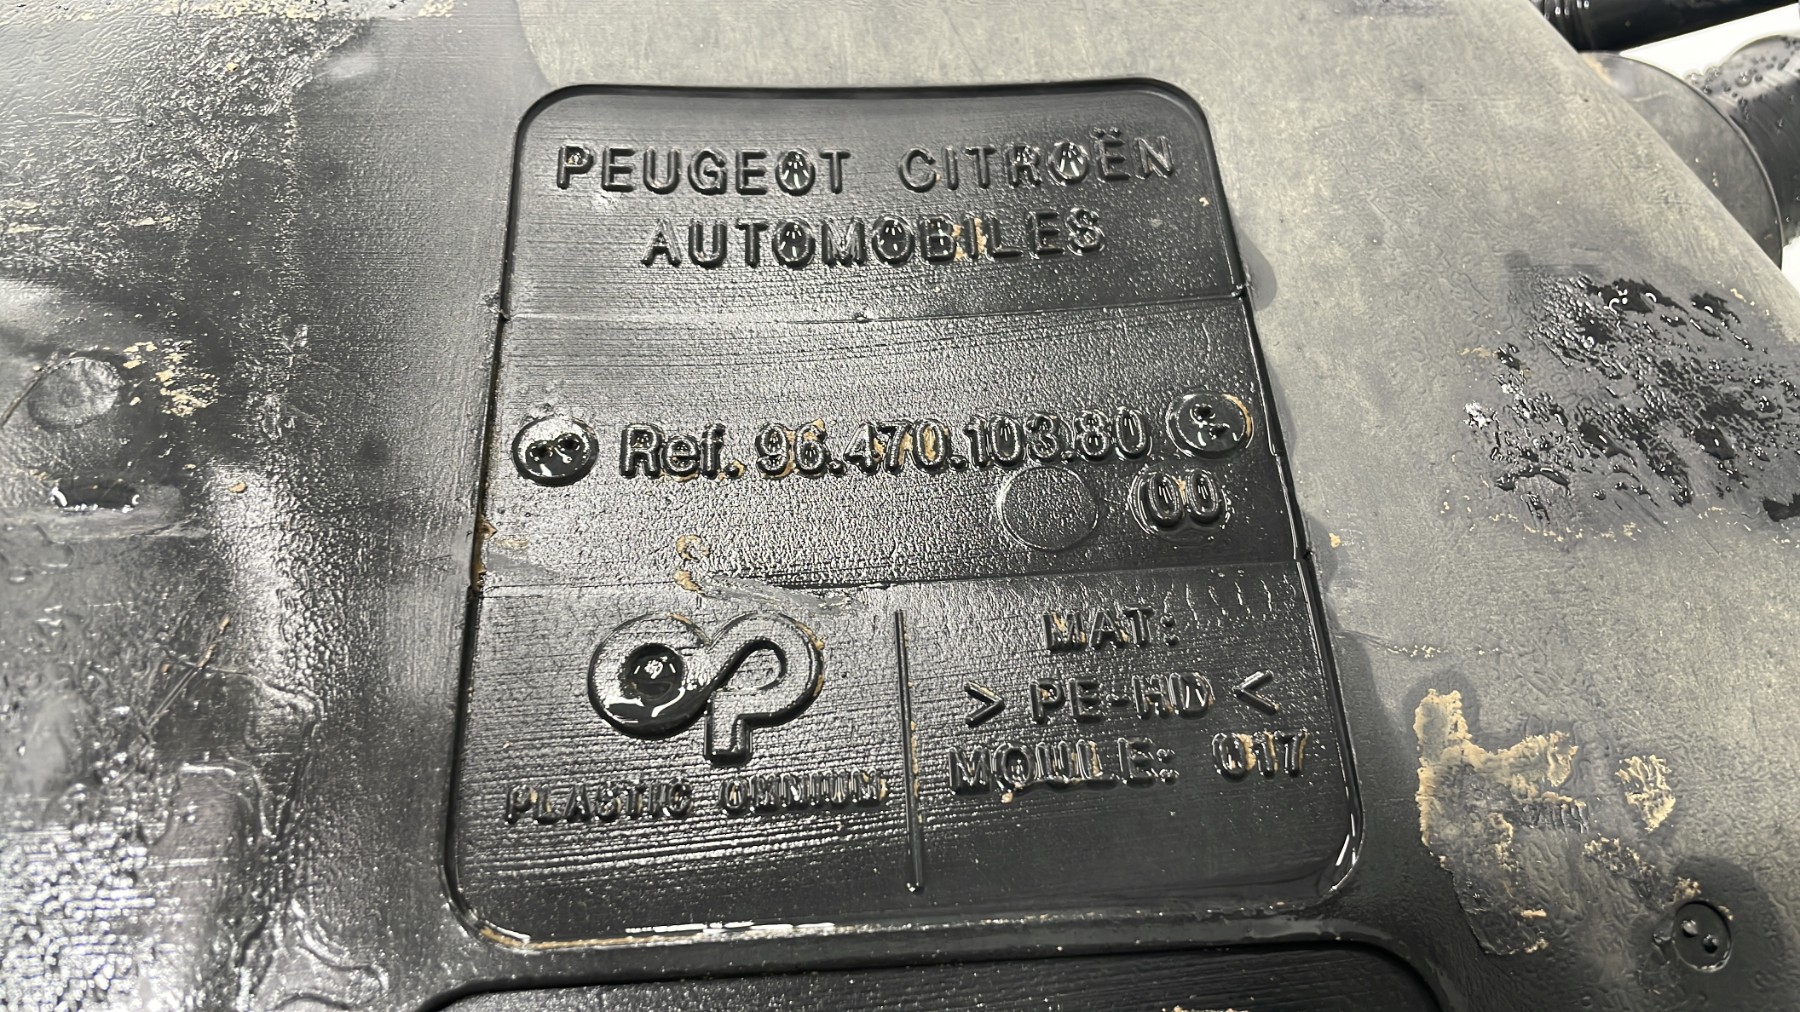 PEUGEOT CITROËN
AUTOMOBILES
Ref. 96.470.103.80
00
PLASTIC OMNIUM
MAT:
> PE-HD <
MOULE: 017